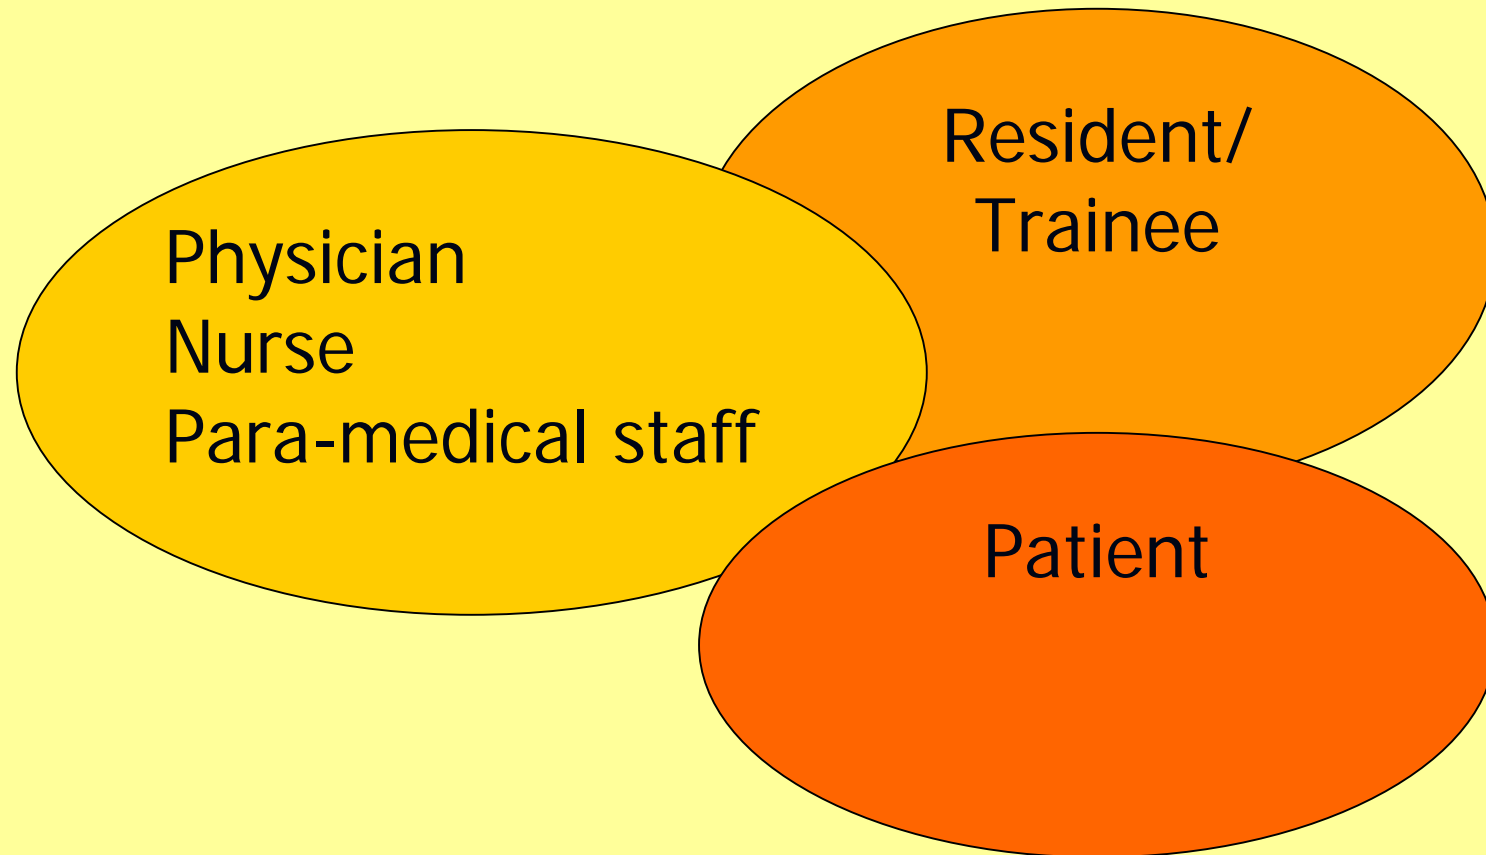 Physician
Nurse
Para-medical staff
Resident/
Trainee
Patient